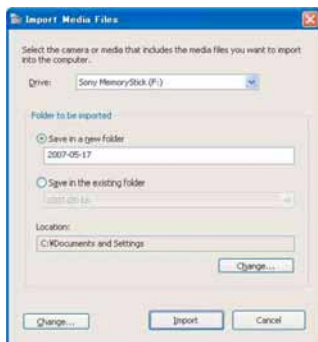 Import Media Files
Select the camera or media that includes the media files you want to import
into the computer.
Drive: Sony MemoryStick (F:)
Folder to be imported
Save in a new folder
2007-05-17
Save in the existing folder
Location:
C:¥Documents and Settings
Change...
Change... Import Cancel